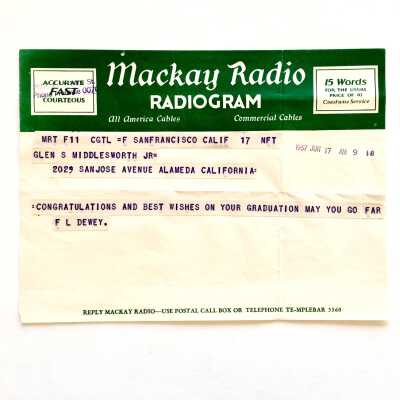 ACCURATE
FAST
COURTEOUS
Mackay Radio
RADIOGRAM
All America Cables Commercial Cables
15 Words
FOR THE USUAL
PRICE OF 10
Constant Service
MRT F11 CGTL =F SANFRANCISCO CALIF 17 NFT
1937 JUN 17 AM 9 18
GLEN S MIDDLESWORTH JR=
2029 SANJOSE AVENUE ALAMEDA CALIFORNIA:
:CONGRATULATIONS AND BEST WISHES ON YOUR GRADUATION MAY YOU GO FAR
F L DEWEY.
REPLY MACKAY RADIO—USE POSTAL CALL BOX OR TELEPHONE TE-MPLEBAR 5360